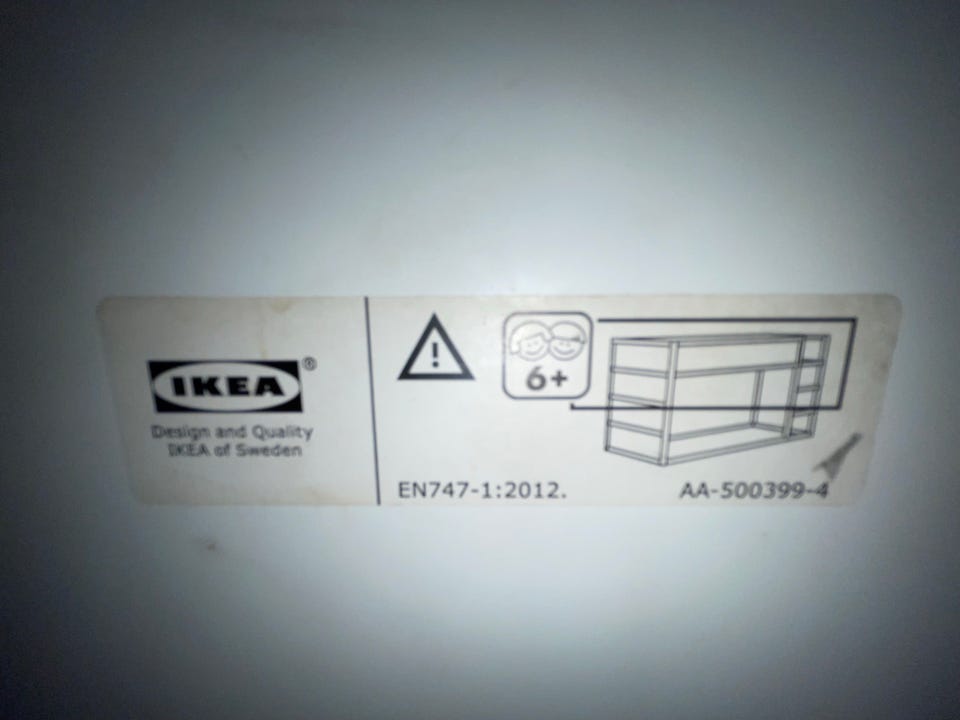 IKEA®
Design and Quality
IKEA of Sweden
6+
EN747-1:2012.
AA-500399-4